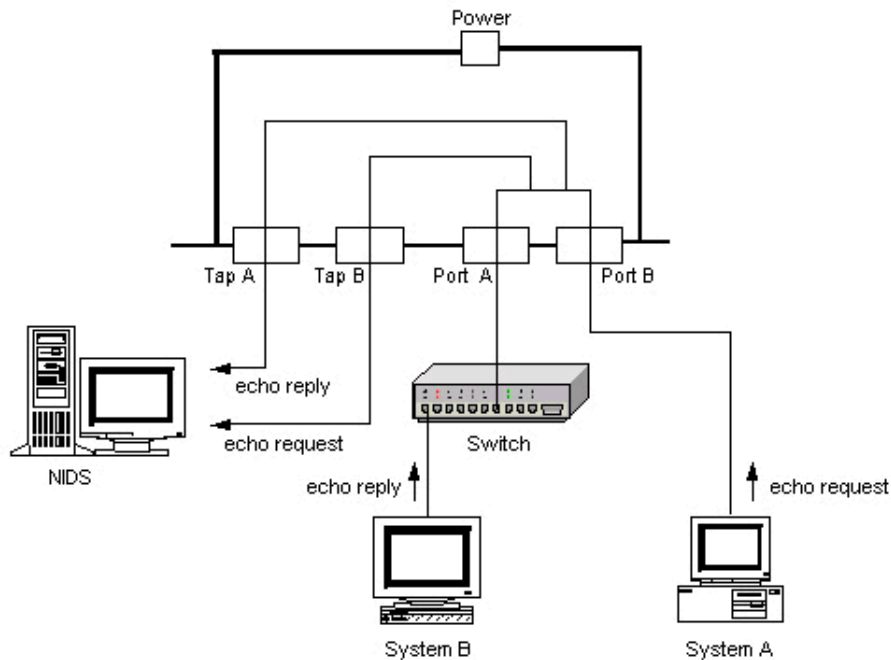 Power
Tap A
Tap B
Port A
Port B
echo reply
echo request
Switch
NIDS
echo reply
echo request
System B
System A